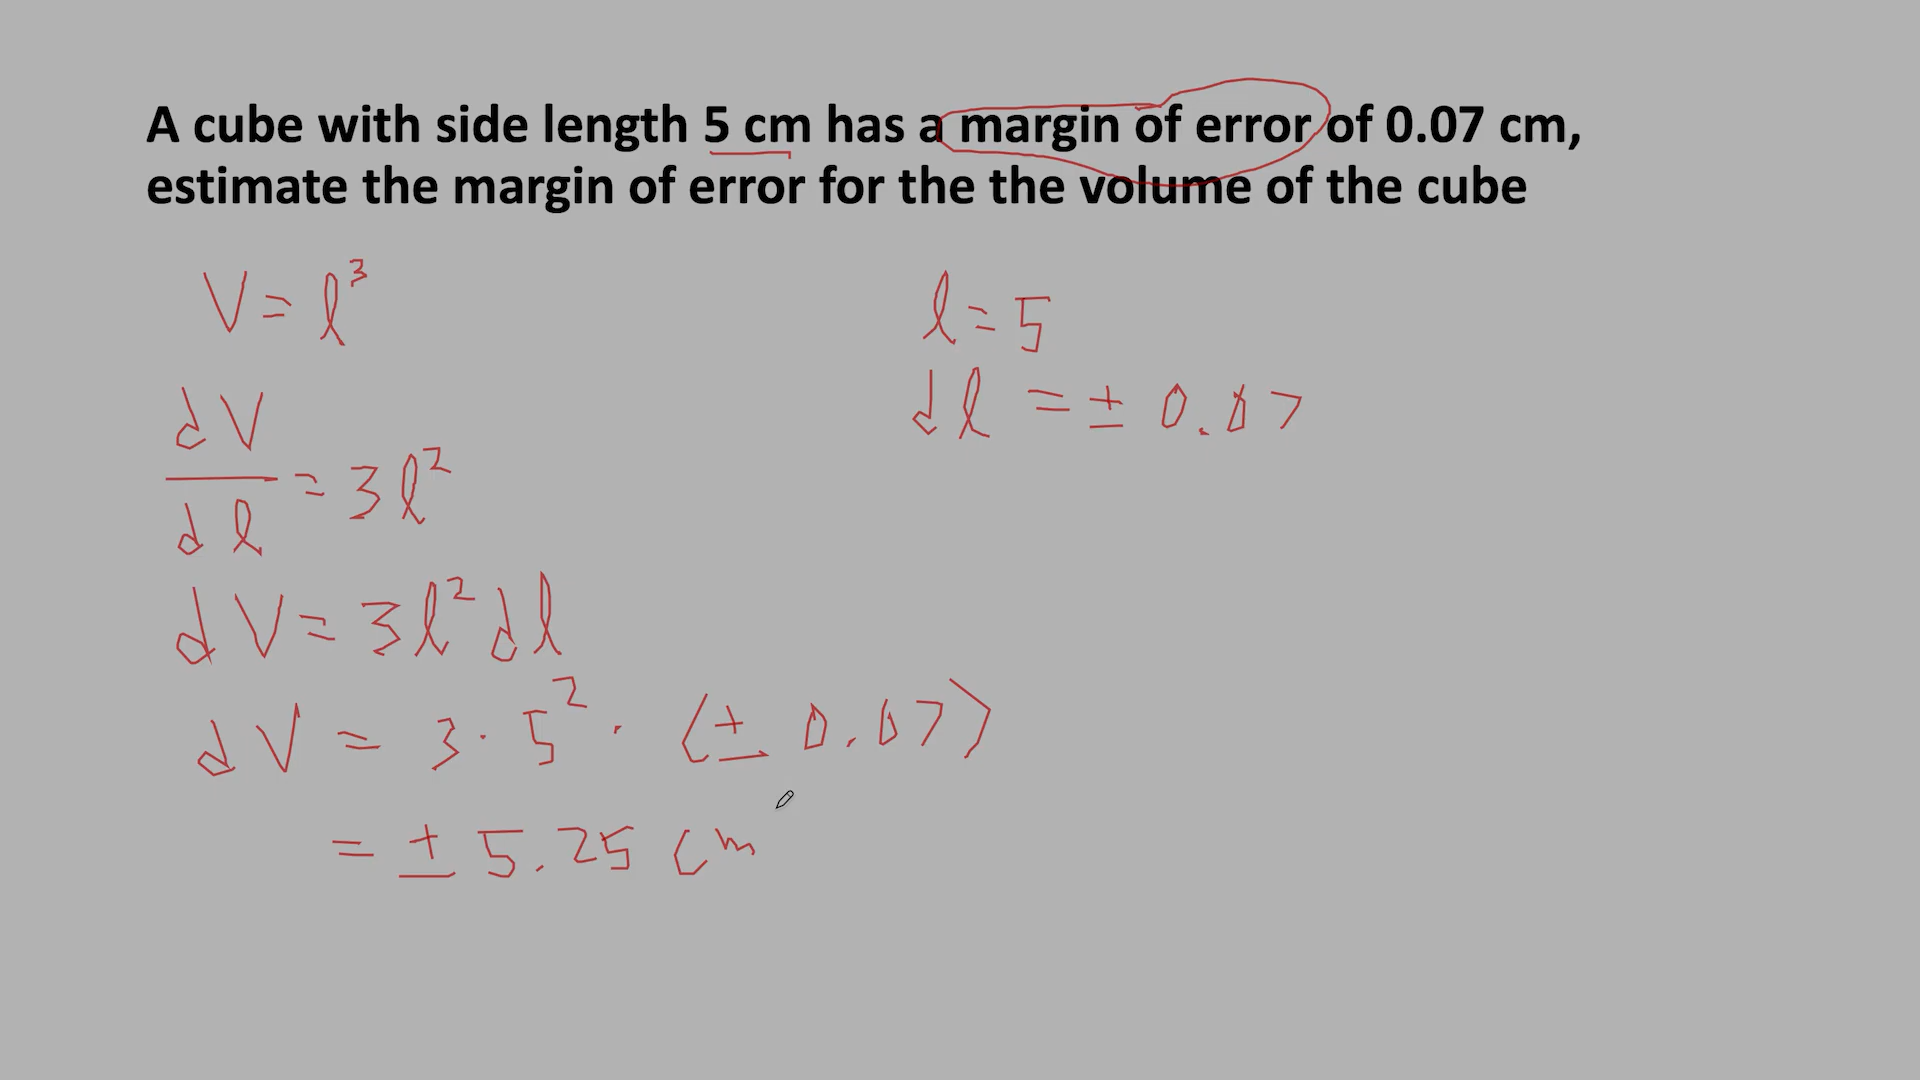 A cube with side length 5 cm has a margin of error of 0.07 cm,
estimate the margin of error for the the volume of the cube
V = l³
l = 5
dV/dl = 3l²
dl = ± 0.07
dV = 3l² dl
dV = 3 · 5² · (± 0.07)
= ± 5.25 cm